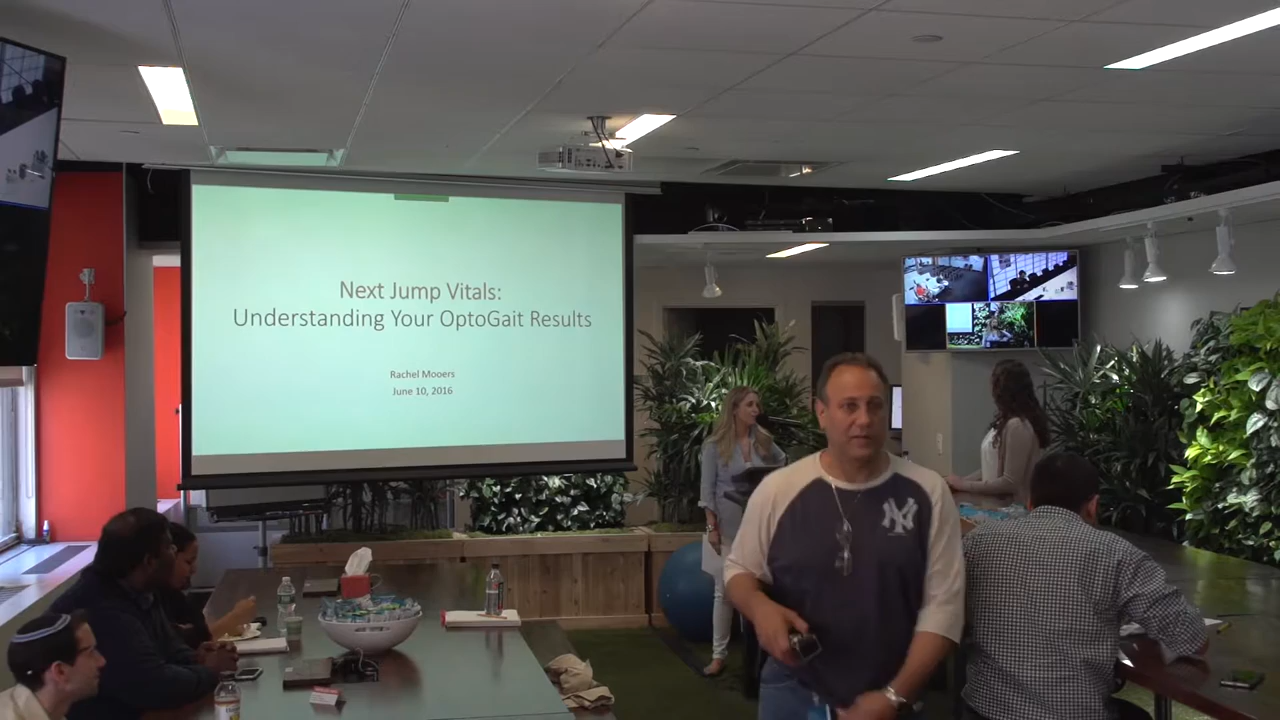 Next Jump Vitals:
Understanding Your OptoGait Results
Rachel Mooers
June 10, 2016
NY